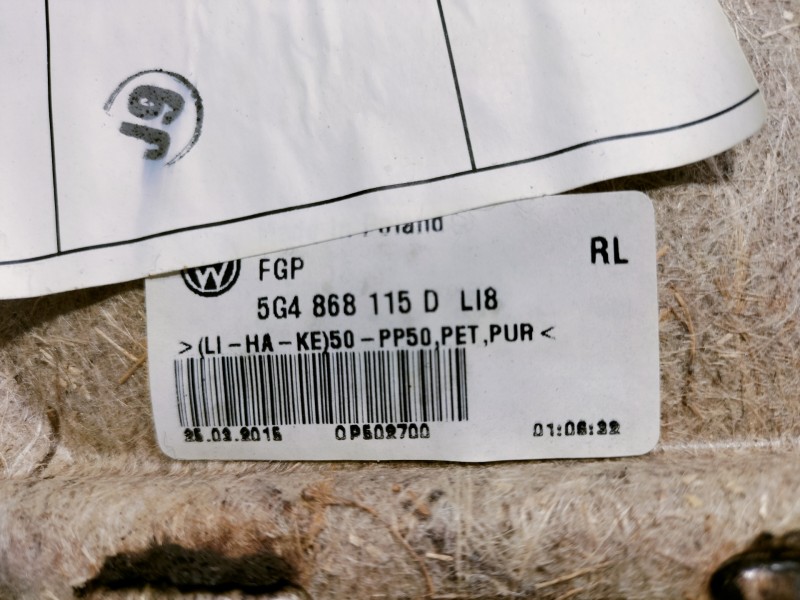 Poland
FGP
RL
5G4 868 115 D LI8
>(LI-HA-KE)50-PP50,PET,PUR<
25.03.2015 0P502700 01:06:32